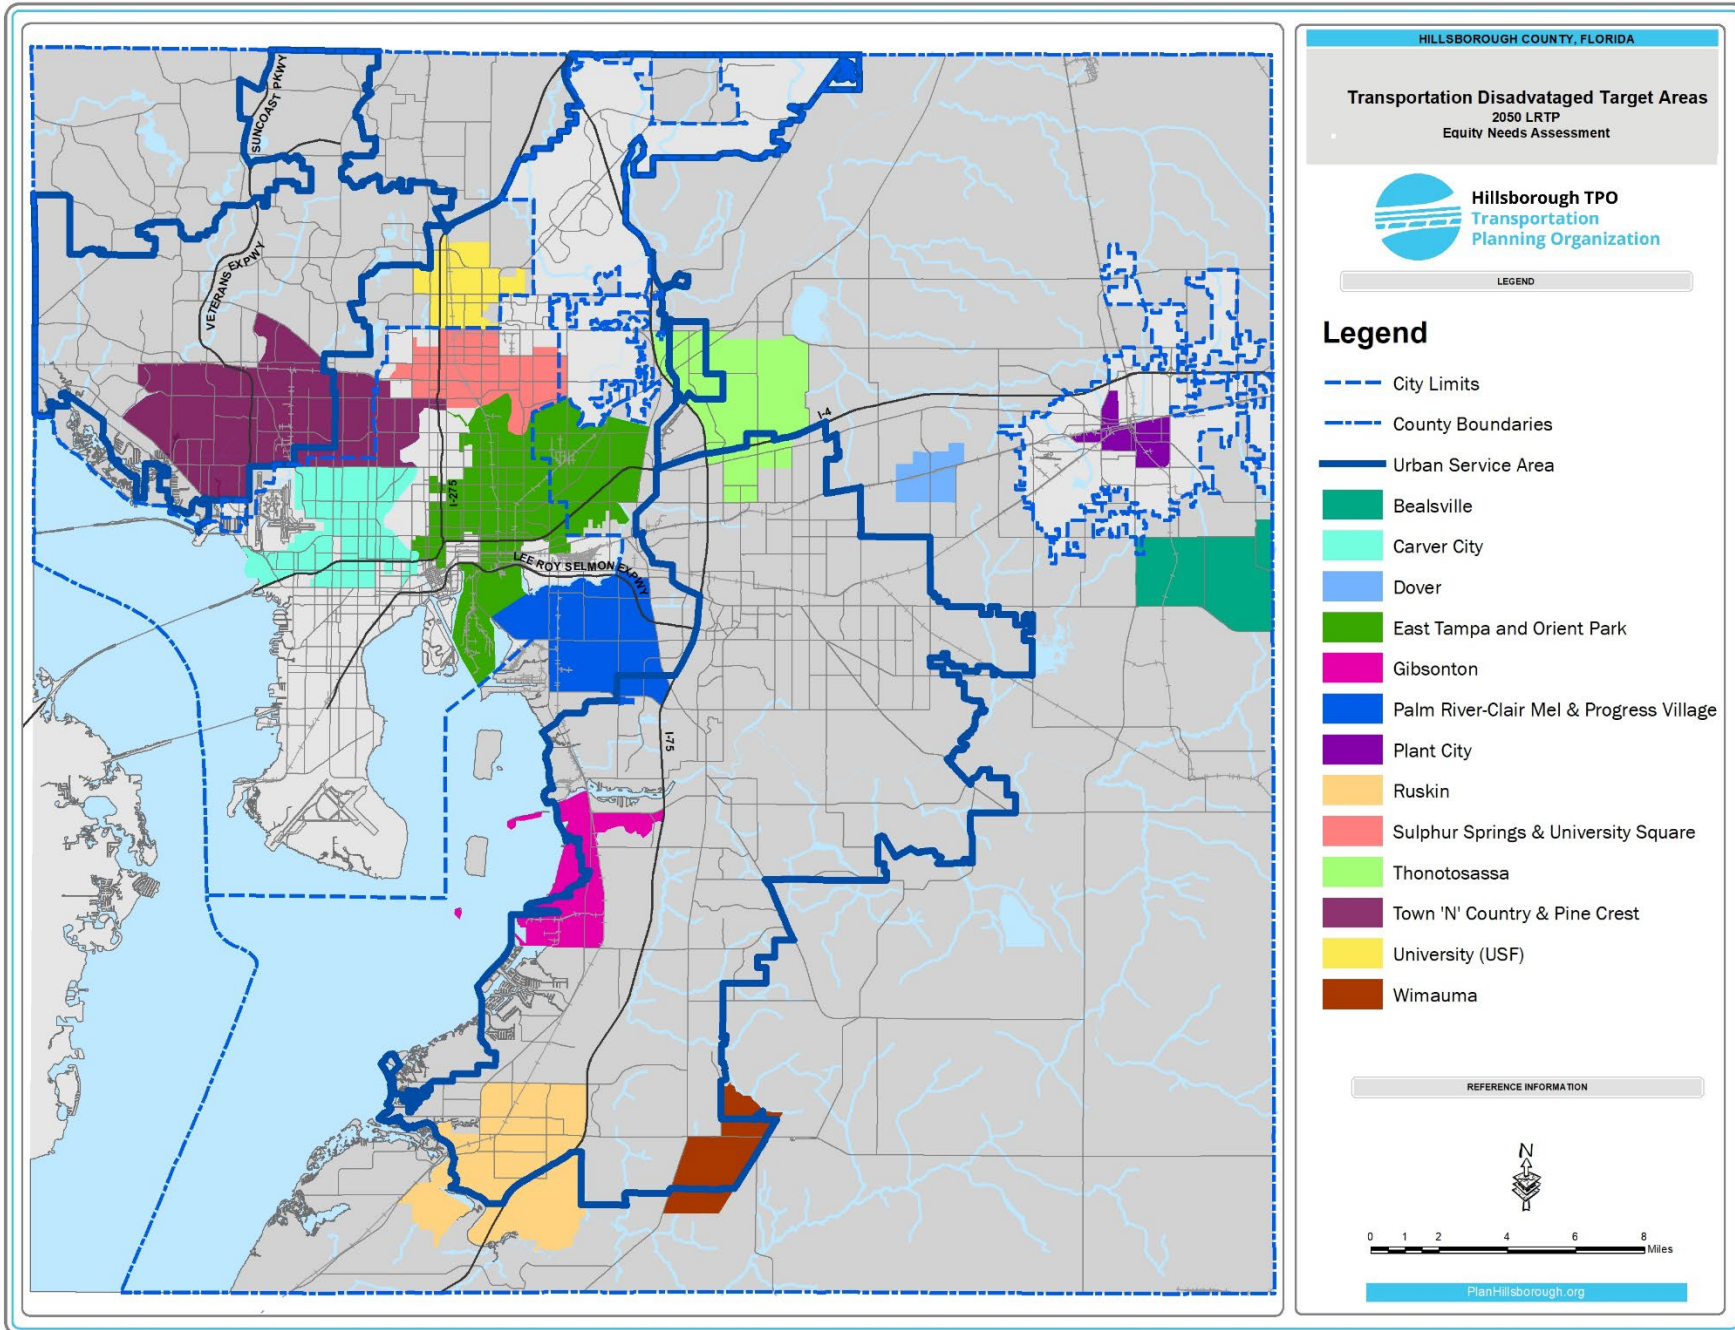 SUNCOAST PKWY
VETERANS EXPWY
I-4
I-275
LEE ROY SELMON EXPWY
I-75
HILLSBOROUGH COUNTY, FLORIDA
Transportation Disadvataged Target Areas
2050 LRTP
Equity Needs Assessment
Hillsborough TPO
Transportation
Planning Organization
LEGEND
Legend
City Limits
County Boundaries
Urban Service Area
Bealsville
Carver City
Dover
East Tampa and Orient Park
Gibsonton
Palm River-Clair Mel & Progress Village
Plant City
Ruskin
Sulphur Springs & University Square
Thonotosassa
Town 'N' Country & Pine Crest
University (USF)
Wimauma
REFERENCE INFORMATION
N
0 1 2 4 6 8
Miles
PlanHillsborough.org